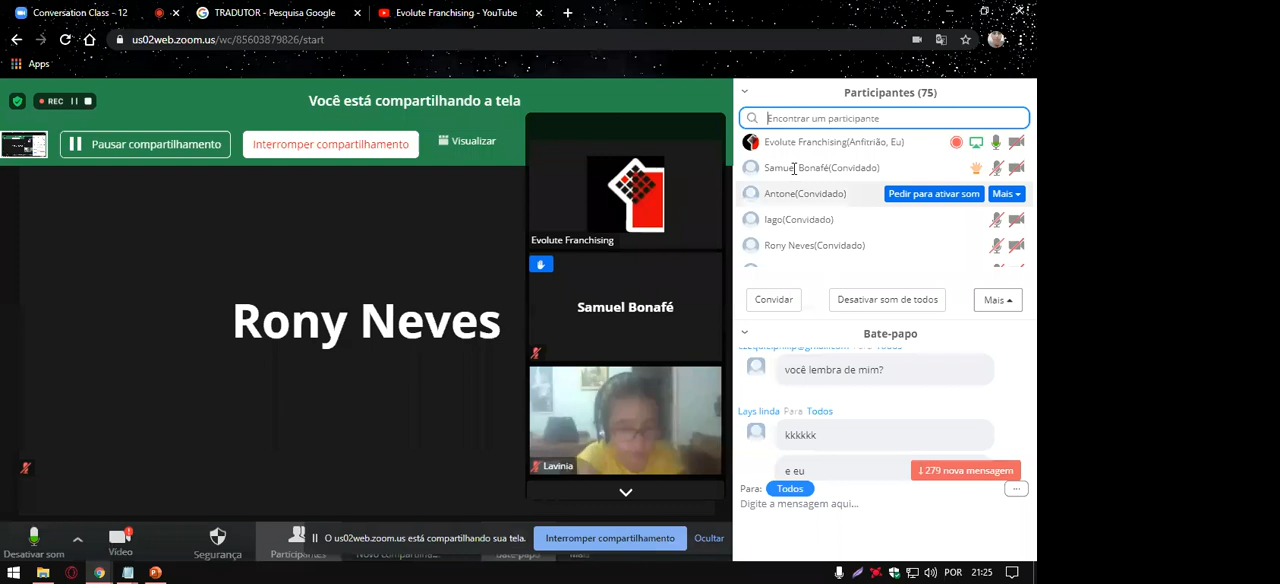 Conversation Class - 12
TRADUTOR - Pesquisa Google
Evolute Franchising - YouTube
us02web.zoom.us/wc/85603879826/start
Apps
REC
Você está compartilhando a tela
Pausar compartilhamento
Interromper compartilhamento
Visualizar
Rony Neves
Evolute Franchising
Samuel Bonafé
Lavinia
Participantes (75)
Encontrar um participante
Evolute Franchising(Anfitrião, Eu)
Samuel Bonafé(Convidado)
Antone(Convidado)
Pedir para ativar som
Mais
Iago(Convidado)
Rony Neves(Convidado)
Convidar
Desativar som de todos
Mais
Bate-papo
você lembra de mim?
Lays linda Para Todos
kkkkkk
e eu
279 nova mensagem
Para: Todos
Digite a mensagem aqui...
Desativar som
Vídeo
Segurança
Participantes
O us02web.zoom.us está compartilhando sua tela.
Interromper compartilhamento
Ocultar
POR
21:25